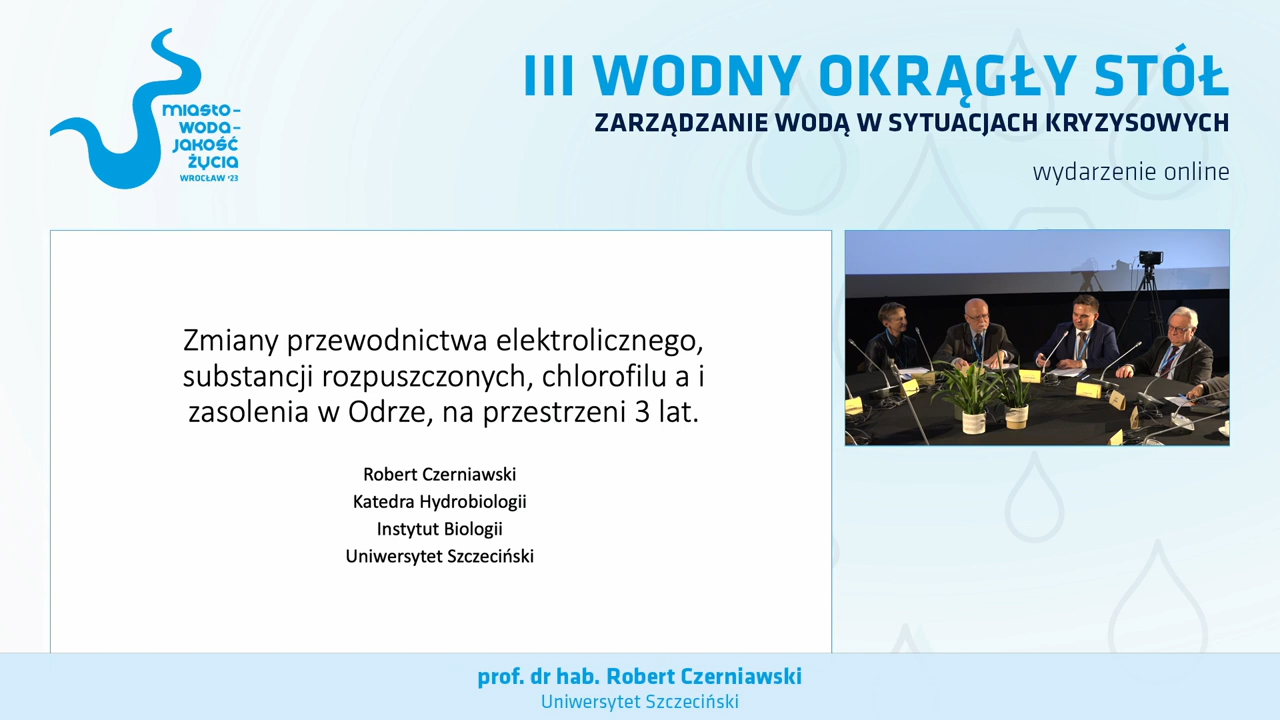 miasto-
woda-
jakość
życia
WROCŁAW '23
III WODNY OKRĄGŁY STÓŁ
ZARZĄDZANIE WODĄ W SYTUACJACH KRYZYSOWYCH
wydarzenie online
Zmiany przewodnictwa elektrolicznego,
substancji rozpuszczonych, chlorofilu a i
zasolenia w Odrze, na przestrzeni 3 lat.
Robert Czerniawski
Katedra Hydrobiologii
Instytut Biologii
Uniwersytet Szczeciński
prof. dr hab. Robert Czerniawski
Uniwersytet Szczeciński